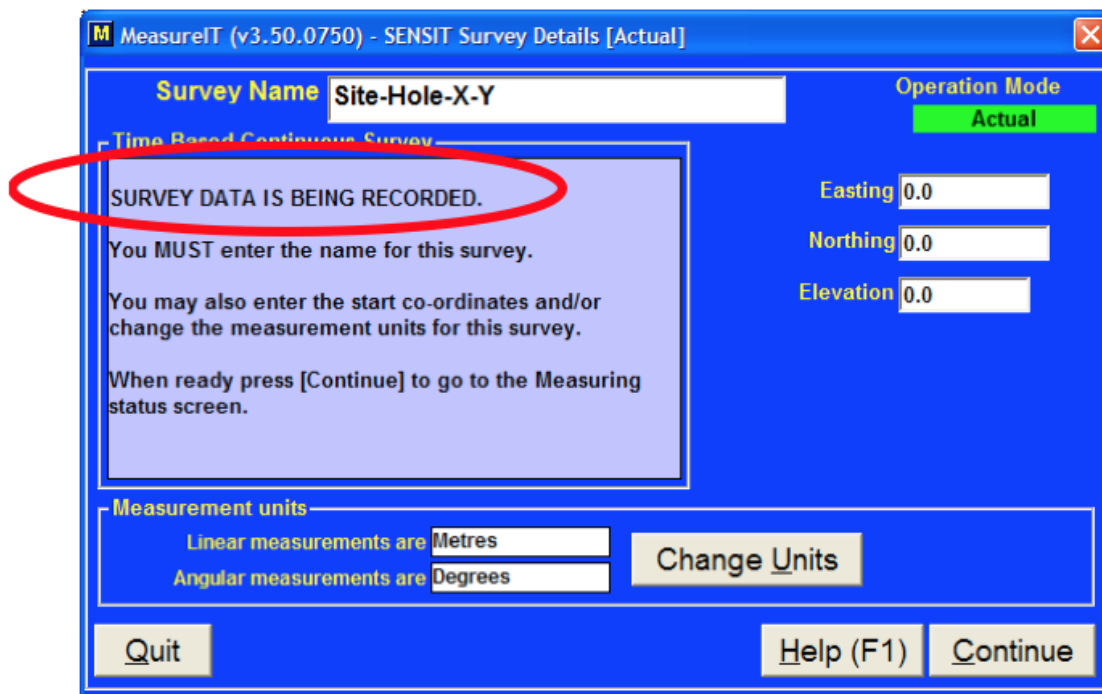 MeasureIT (v3.50.0750) - SENSIT Survey Details [Actual]
Survey Name
Site-Hole-X-Y
Operation Mode
Actual
Time Based Continuous Survey
SURVEY DATA IS BEING RECORDED.
You MUST enter the name for this survey.
You may also enter the start co-ordinates and/or
change the measurement units for this survey.
When ready press [Continue] to go to the Measuring
status screen.
Easting 0.0
Northing 0.0
Elevation 0.0
Measurement units
Linear measurements are Metres
Angular measurements are Degrees
Change Units
Quit
Help (F1)
Continue